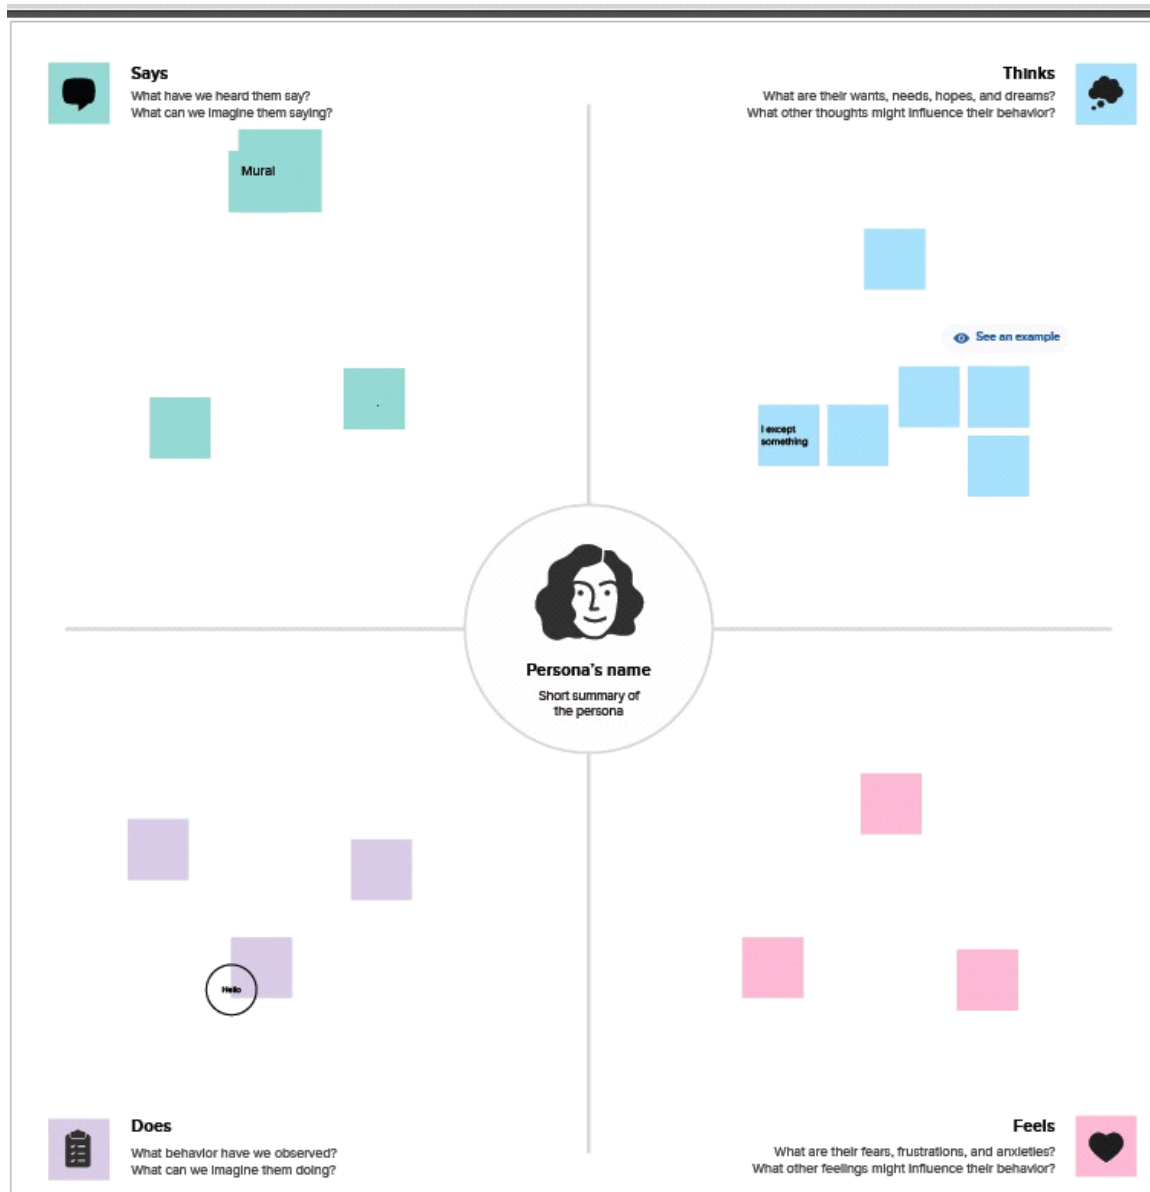 Says
What have we heard them say?
What can we imagine them saying?
Mural
.
Thinks
What are their wants, needs, hopes, and dreams?
What other thoughts might influence their behavior?
See an example
I except
something
Persona's name
Short summary of
the persona
Hello
Does
What behavior have we observed?
What can we imagine them doing?
Feels
What are their fears, frustrations, and anxieties?
What other feelings might influence their behavior?